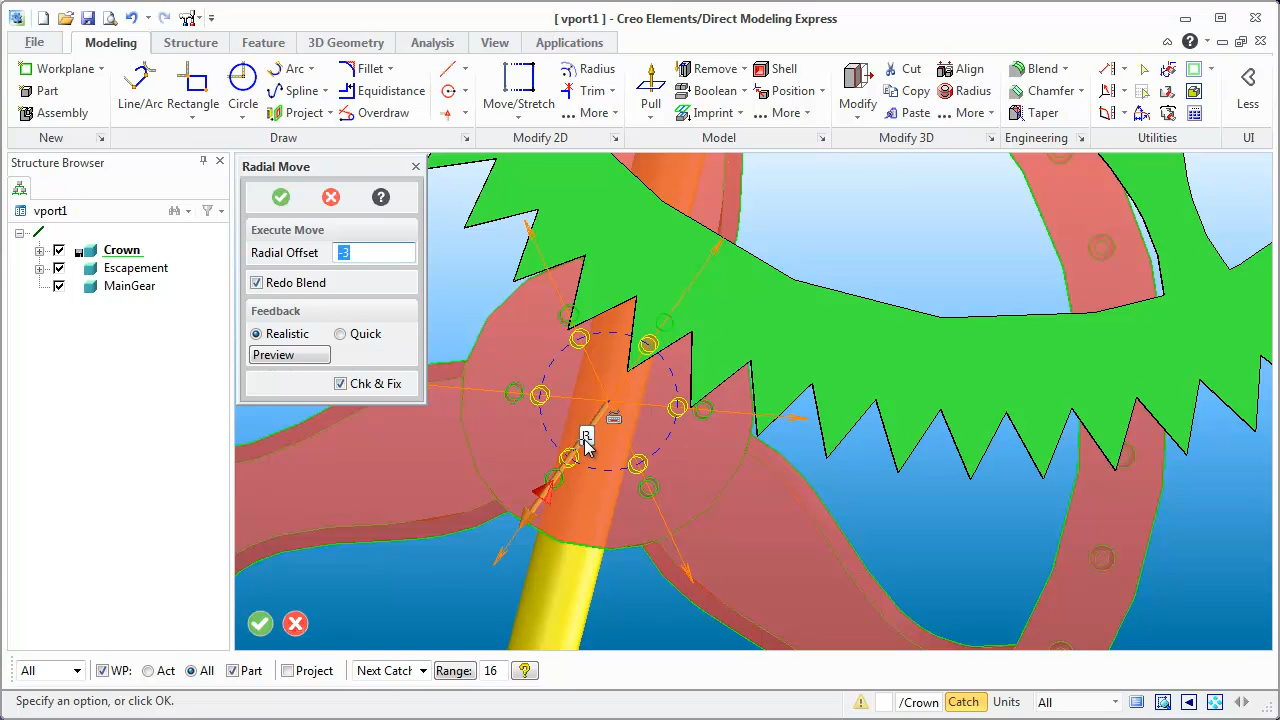 [ vport1 ] - Creo Elements/Direct Modeling Express
File Modeling Structure Feature 3D Geometry Analysis View Applications
Workplane
Part
Assembly
New
Line/Arc
Rectangle
Circle
Arc
Spline
Project
Fillet
Equidistance
Overdraw
Draw
Move/Stretch
Radius
Trim
... More
Modify 2D
Pull
Remove
Boolean
Imprint
Shell
Position
... More
Model
Modify
Cut
Copy
Paste
Align
Radius
... More
Modify 3D
Blend
Chamfer
Taper
Engineering
Utilities
Less
UI
Structure Browser
vport1
Crown
Escapement
MainGear
Radial Move
Execute Move
Radial Offset -3
Redo Blend
Feedback
Realistic Quick
Preview
Chk & Fix
R
All WP: Act All Part Project Next Catch Range: 16 ?
Specify an option, or click OK.
/Crown Catch Units All